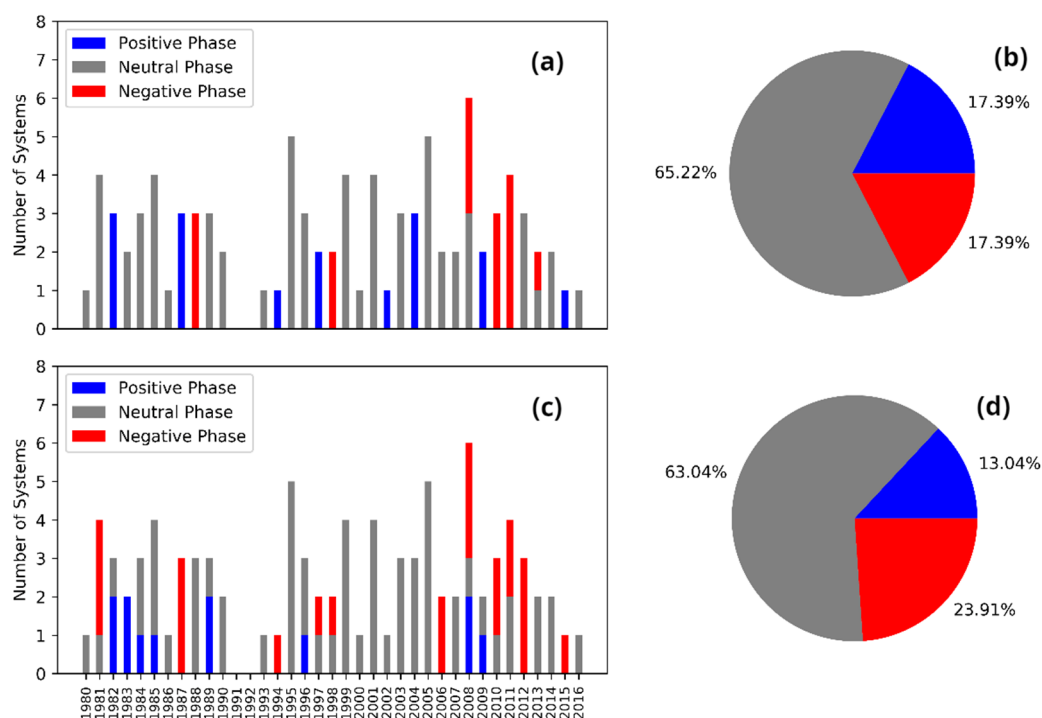 8
7
6
5
4
3
2
1
0
Number of Systems
Positive Phase
Neutral Phase
Negative Phase
(a)
(b)
17.39%
65.22%
17.39%
8
7
6
5
4
3
2
1
0
Number of Systems
Positive Phase
Neutral Phase
Negative Phase
(c)
1980 1981 1982 1983 1984 1985 1986 1987 1988 1989 1990 1991 1992 1993 1994 1995 1996 1997 1998 1999 2000 2001 2002 2003 2004 2005 2006 2007 2008 2009 2010 2011 2012 2013 2014 2015 2016
(d)
13.04%
63.04%
23.91%